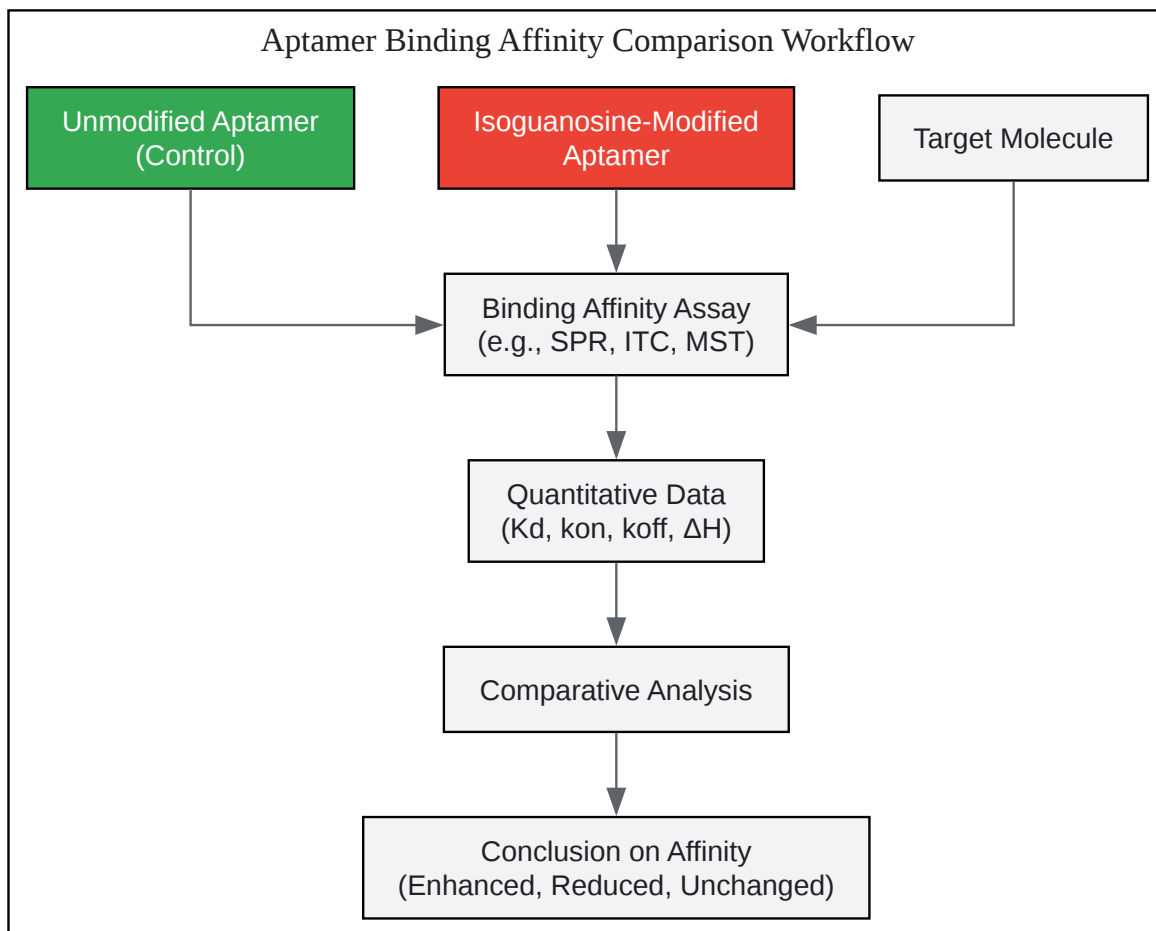 Aptamer Binding Affinity Comparison Workflow
Unmodified Aptamer
(Control)
Isoguanosine-Modified
Aptamer
Target Molecule
Binding Affinity Assay
(e.g., SPR, ITC, MST)
Quantitative Data
(Kd, kon, koff, ΔH)
Comparative Analysis
Conclusion on Affinity
(Enhanced, Reduced, Unchanged)